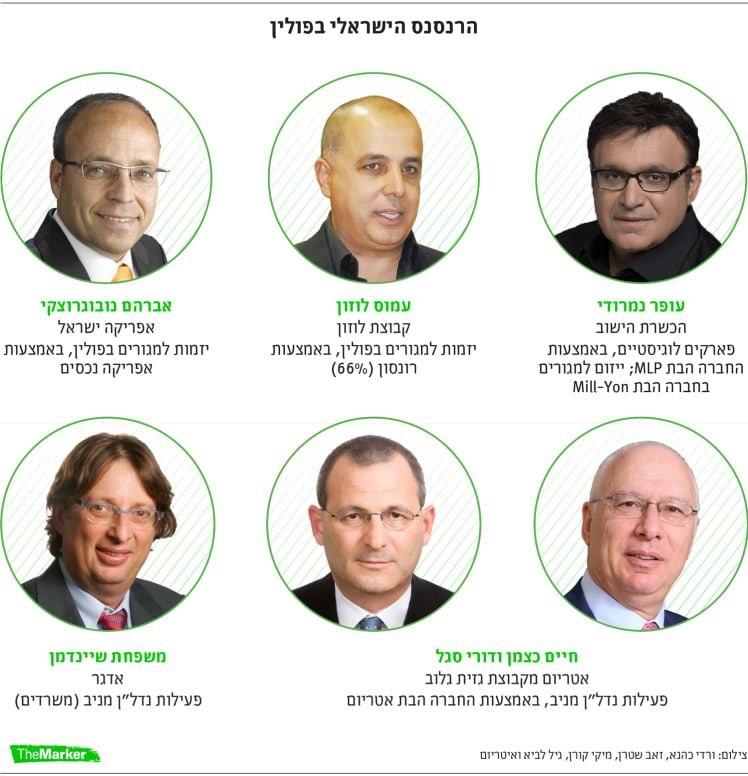 הרנסנס הישראלי בפולין
עופר נמרודי
הכשרת הישוב
פארקים לוגיסטיים, באמצעות
החברה הבת MLP; ייזום למגורים
בחברה הבת Mill-Yon
עמוס לוזון
קבוצת לוזון
יזמות למגורים בפולין, באמצעות
רונסון (66%)
אברהם נובוגרוצקי
אפריקה ישראל
יזמות למגורים בפולין, באמצעות
אפריקה נכסים
חיים כצמן ודורי סגל
אטריום מקבוצת גזית גלוב
פעילות נדל"ן מניב, באמצעות החברה הבת אטריום
משפחת שיינדמן
אדגר
פעילות נדל"ן מניב (משרדים)
צילום: ורדי כהנא, זאב שטרן, מיקי קורן, גיל לביא ואיטריום
TheMarker